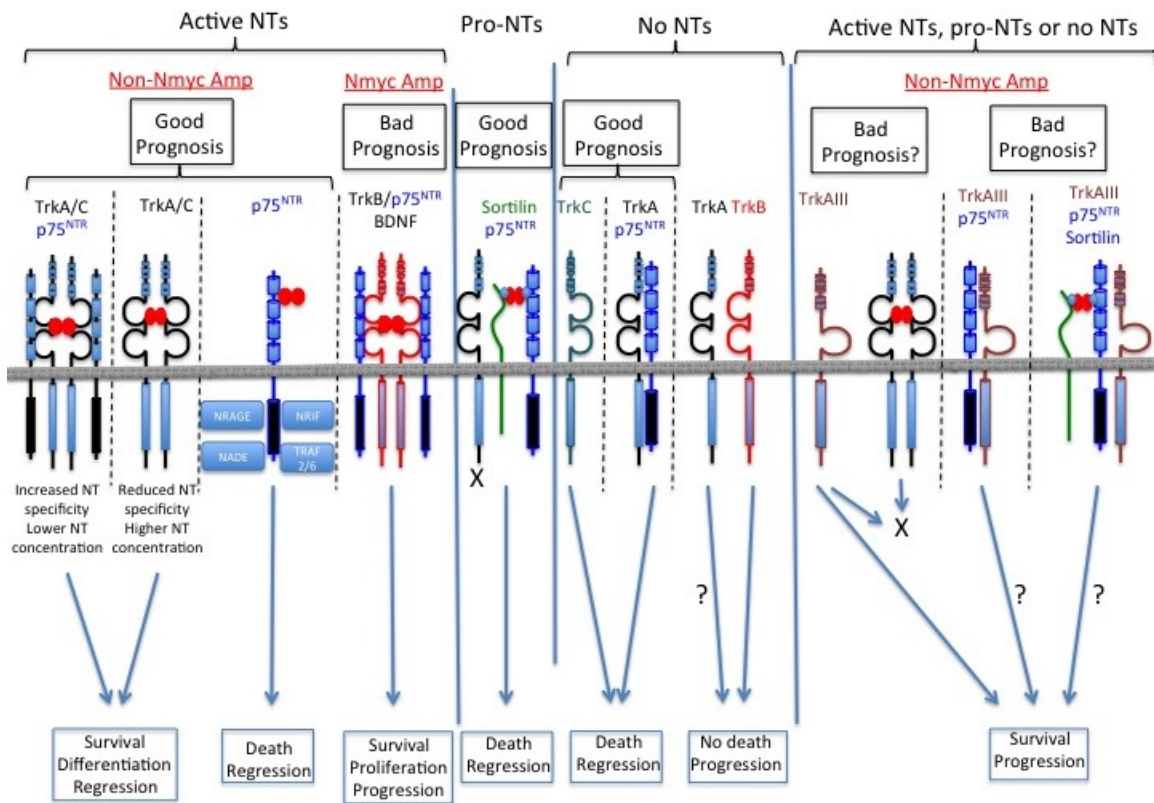 Active NTs
Pro-NTs
No NTs
Active NTs, pro-NTs or no NTs
Non-Nmyc Amp
Nmyc Amp
Non-Nmyc Amp
Good
Prognosis
Bad
Prognosis
Good
Prognosis
Good
Prognosis
Bad
Prognosis?
Bad
Prognosis?
TrkA/C
p75NTR
TrkA/C
p75NTR
TrkB/p75NTR
BDNF
Sortilin
p75NTR
TrkC
TrkA
p75NTR
TrkA TrkB
TrkAIII
TrkAIII
p75NTR
TrkAIII
p75NTR
Sortilin
NRAGE
NRIF
NADE
TRAF
2/6
X
Increased NT
specificity
Lower NT
concentration
Reduced NT
specificity
Higher NT
concentration
X
?
?
?
Survival
Differentiation
Regression
Death
Regression
Survival
Proliferation
Progression
Death
Regression
Death
Regression
No death
Progression
Survival
Progression